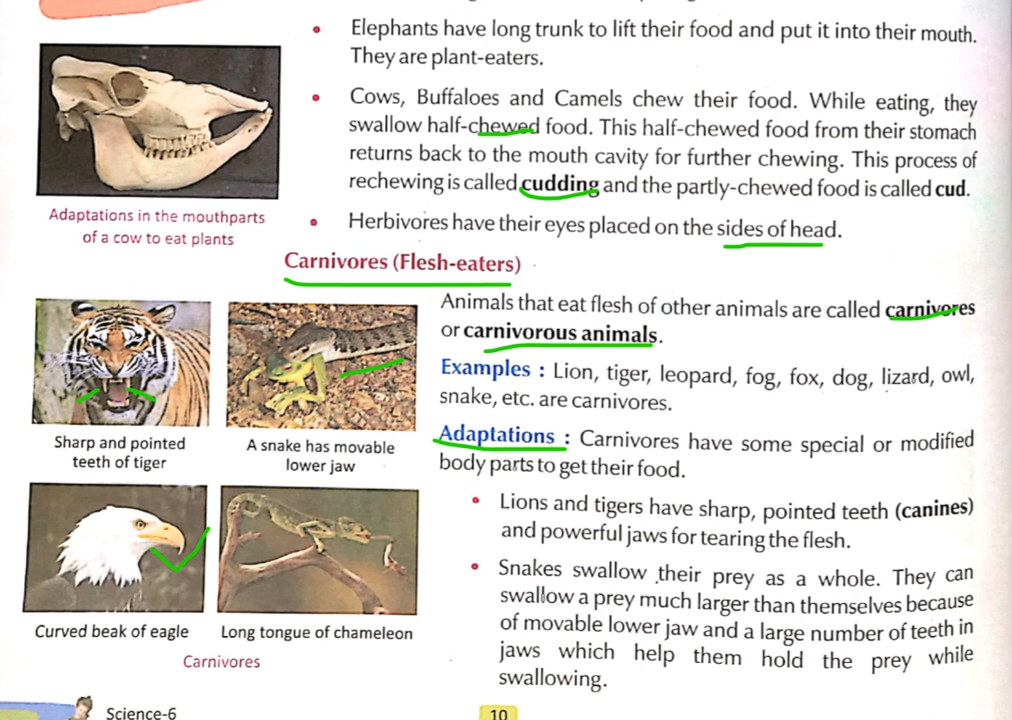 Elephants have long trunk to lift their food and put it into their mouth.
They are plant-eaters.
Cows, Buffaloes and Camels chew their food. While eating, they
swallow half-chewed food. This half-chewed food from their stomach
returns back to the mouth cavity for further chewing. This process of
rechewing is called cudding and the partly-chewed food is called cud.
Herbivores have their eyes placed on the sides of head.
Adaptations in the mouthparts
of a cow to eat plants
Carnivores (Flesh-eaters)
Animals that eat flesh of other animals are called carnivores
or carnivorous animals.
Examples : Lion, tiger, leopard, fog, fox, dog, lizard, owl,
snake, etc. are carnivores.
Adaptations : Carnivores have some special or modified
body parts to get their food.
Lions and tigers have sharp, pointed teeth (canines)
and powerful jaws for tearing the flesh.
Snakes swallow their prey as a whole. They can
swallow a prey much larger than themselves because
of movable lower jaw and a large number of teeth in
jaws which help them hold the prey while
swallowing.
Sharp and pointed
teeth of tiger
A snake has movable
lower jaw
Curved beak of eagle
Long tongue of chameleon
Carnivores
Science-6
10